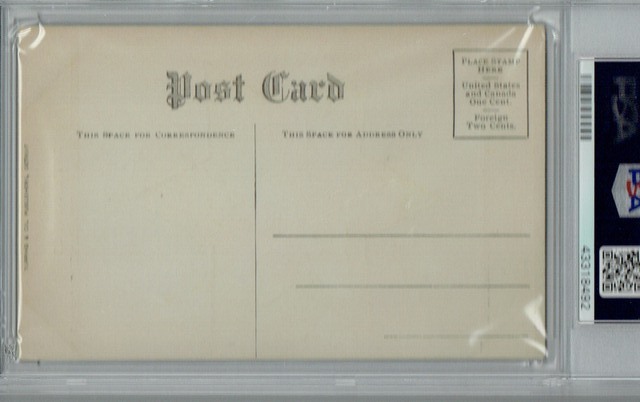 Post Card
PLACE STAMP
HERE
United States
and Canada
One Cent.
Foreign
Two Cents.
THIS SPACE FOR CORRESPONDENCE
THIS SPACE FOR ADDRESS ONLY
43318492
PSA